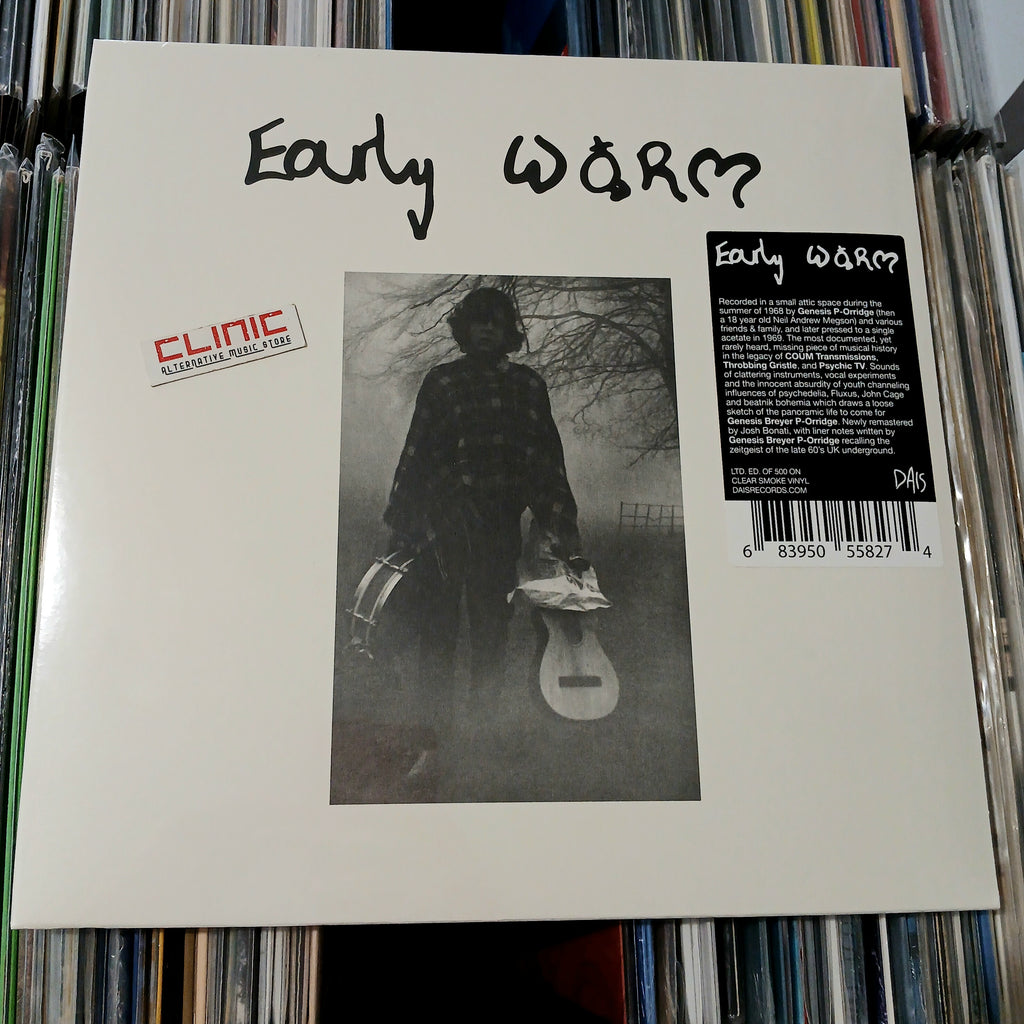 Early WORM
CLINIC
ALTERNATIVE MUSIC STORE
Early WORM
Recorded in a small attic space during the
summer of 1968 by Genesis P-Orridge (then
a 18 year old Neil Andrew Megson) and various
friends & family, and later pressed to a single
acetate in 1969. The most documented, yet
rarely heard, missing piece of musical history
in the legacy of COUM Transmissions,
Throbbing Gristle, and Psychic TV. Sounds
of clattering instruments, vocal experiments
and the innocent absurdity of youth channeling
influences of psychedelia, Fluxus, John Cage
and beatnik bohemia which draws a loose
sketch of the panoramic life to come for
Genesis Breyer P-Orridge. Newly remastered
by Josh Bonati, with liner notes written by
Genesis Breyer P-Orridge recalling the
zeitgeist of the late 60's UK underground.
LTD. ED. OF 500 ON
CLEAR SMOKE VINYL
DAISRECORDS.COM
DAIS
6 83950 55827 4